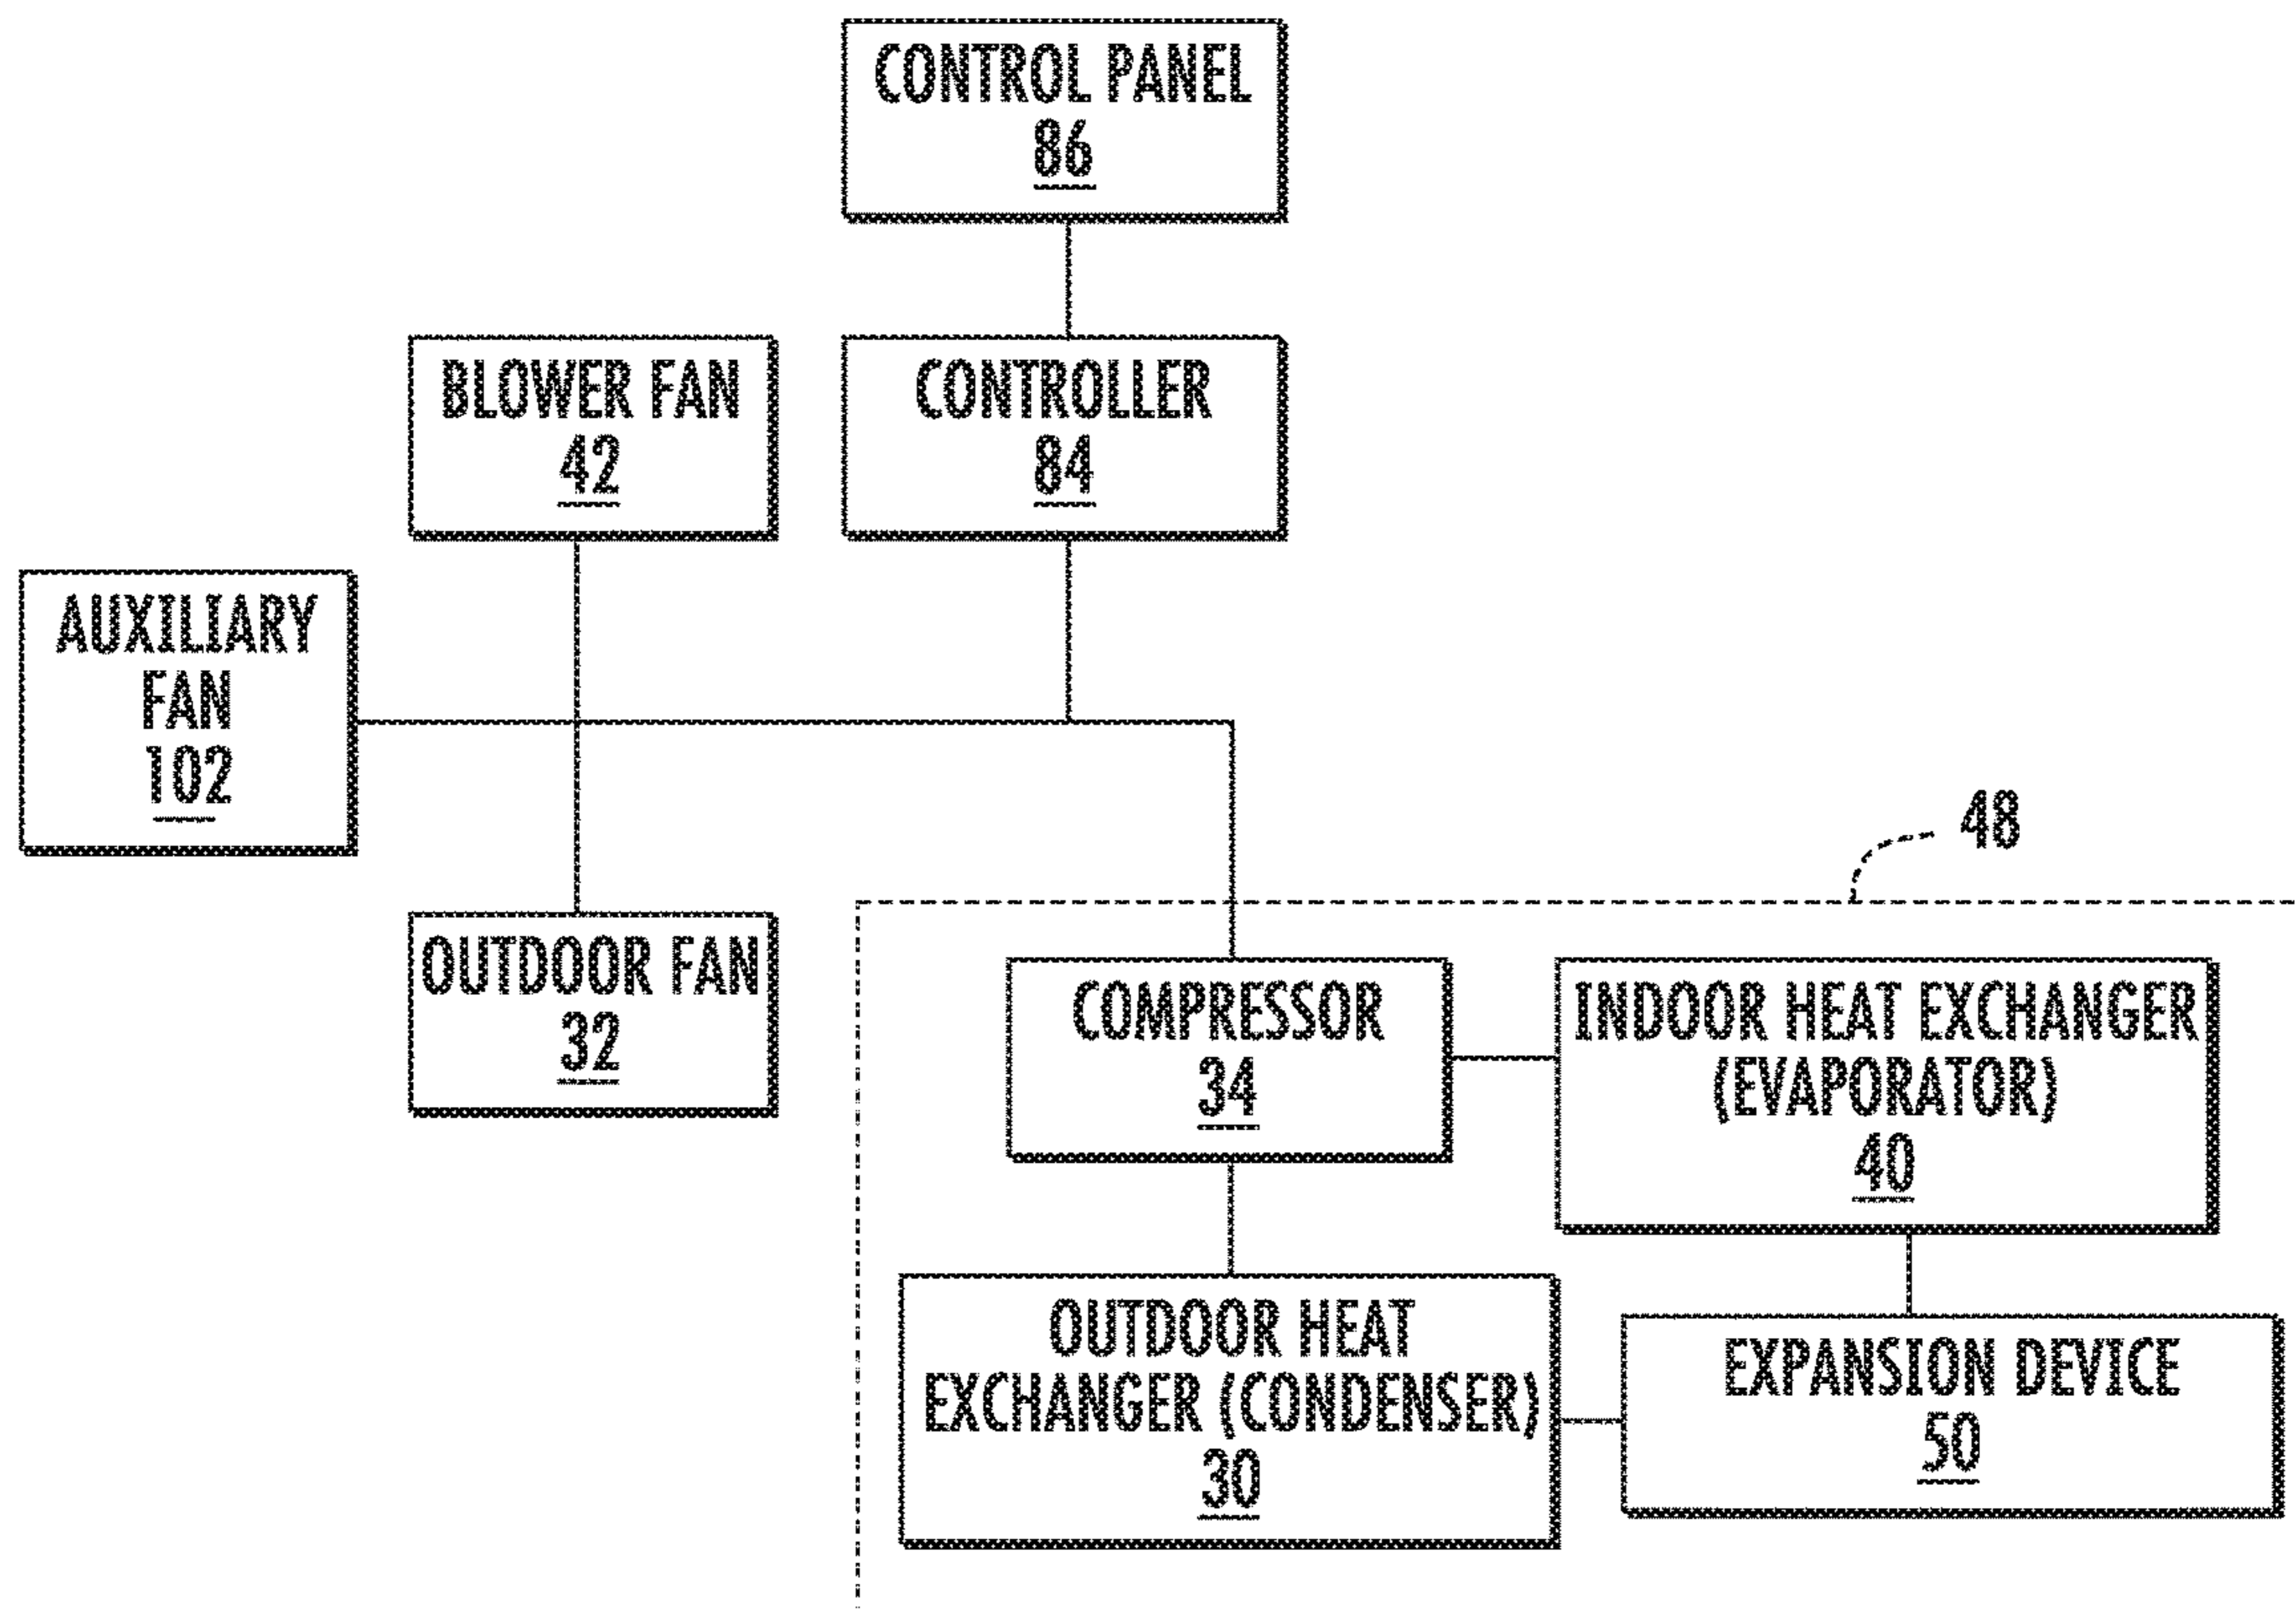 CONTROL PANEL
86
BLOWER FAN
42
CONTROLLER
84
AUXILIARY
FAN
102
48
OUTDOOR FAN
32
COMPRESSOR
34
INDOOR HEAT EXCHANGER
(EVAPORATOR)
40
OUTDOOR HEAT
EXCHANGER (CONDENSER)
30
EXPANSION DEVICE
50